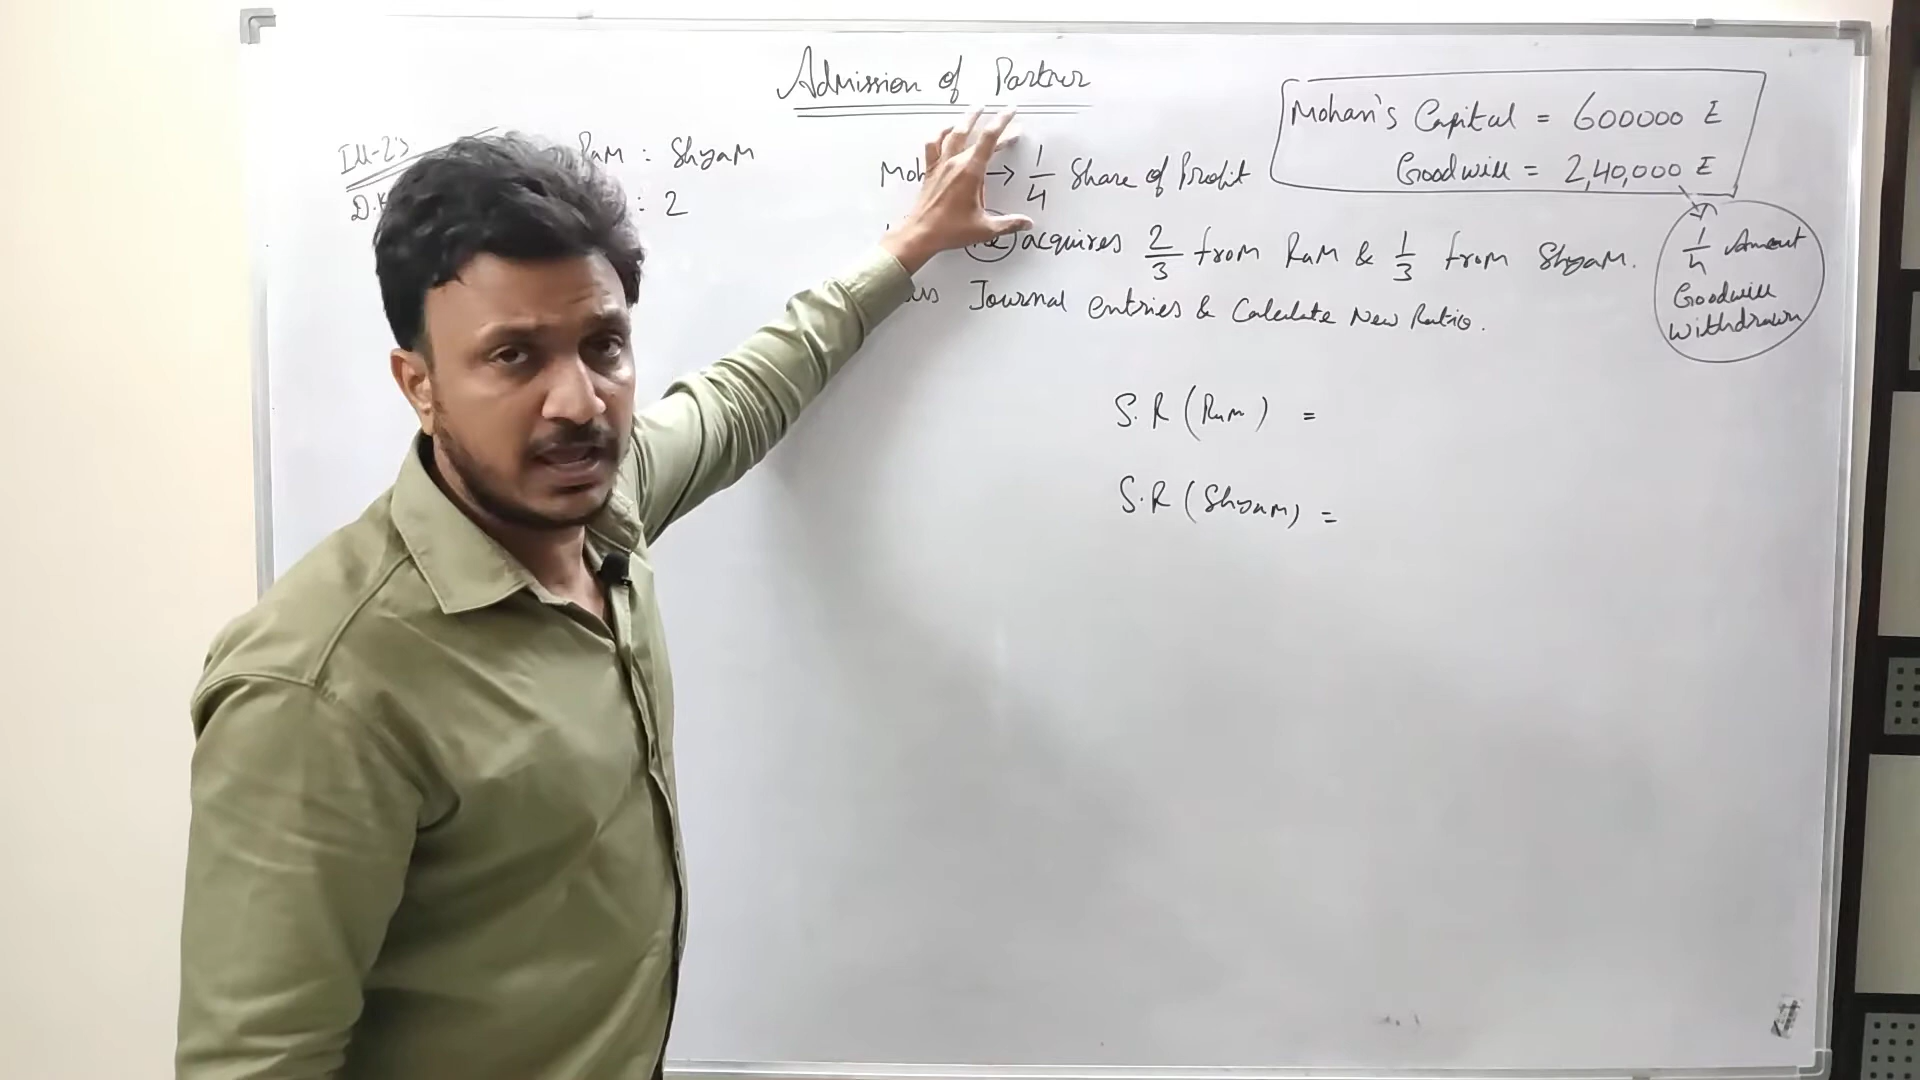 Admission of Partner
Ill-2's
Ram : Shyam
: 2
→ 1/4 Share of Profit
acquires 2/3 from Ram & 1/3 from Shyam.
Journal entries & Calculate New Ratio.
Mohan's Capital = 600000 E
Goodwill = 2,40,000 E
1/4 Amount
Goodwill
withdrawn
S.R (Ram) =
S.R (Shyam) =